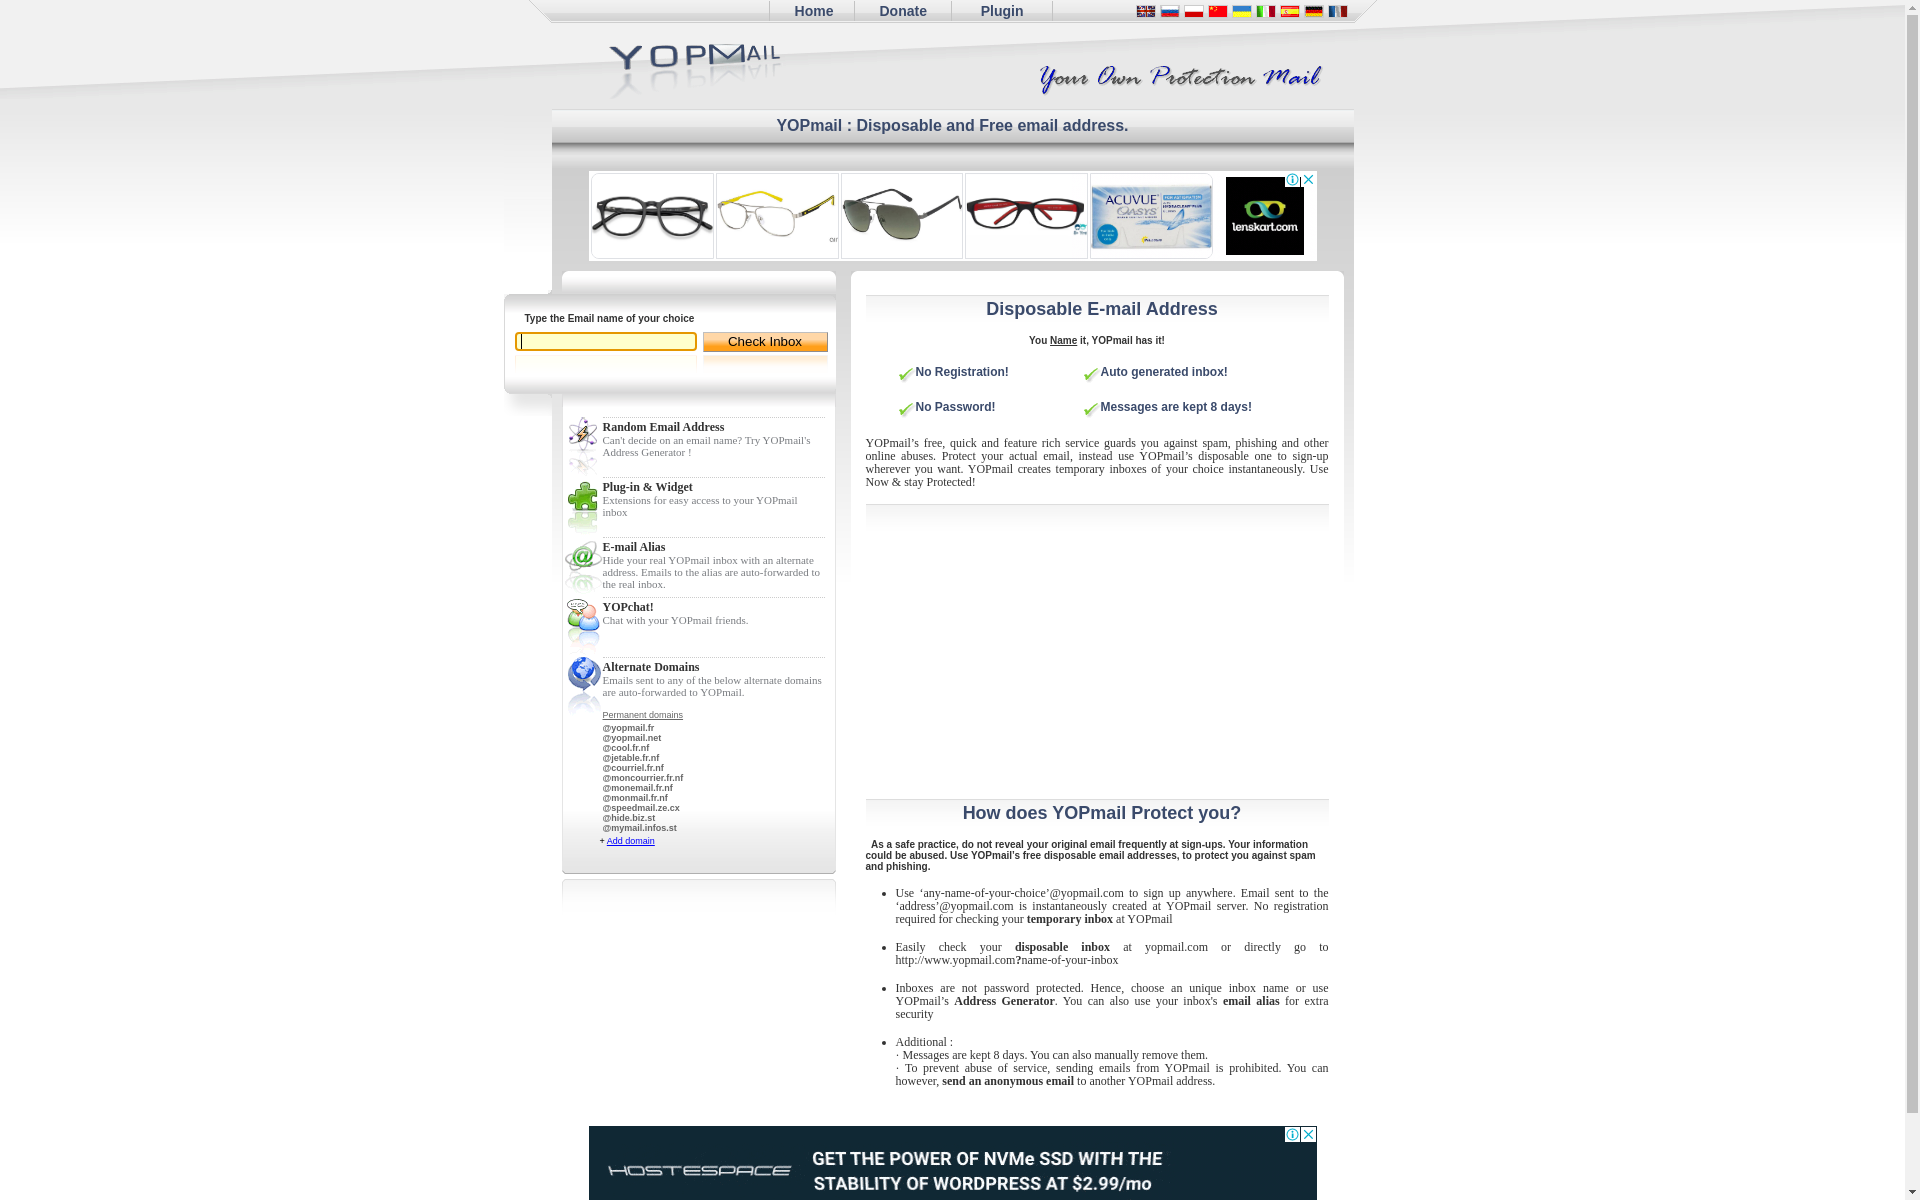 Home Donate Plugin
YOPMAIL
Your Own Protection Mail
YOPmail : Disposable and Free email address.
ACUVUE
OASYS
lenskart.com
Type the Email name of your choice
Check Inbox
Random Email Address
Can't decide on an email name? Try YOPmail's
Address Generator !
Plug-in & Widget
Extensions for easy access to your YOPmail
inbox
E-mail Alias
Hide your real YOPmail inbox with an alternate
address. Emails to the alias are auto-forwarded to
the real inbox.
YOPchat!
Chat with your YOPmail friends.
Alternate Domains
Emails sent to any of the below alternate domains
are auto-forwarded to YOPmail.
Permanent domains
@yopmail.fr
@yopmail.net
@cool.fr.nf
@jetable.fr.nf
@courriel.fr.nf
@moncourrier.fr.nf
@monemail.fr.nf
@monmail.fr.nf
@speedmail.ze.cx
@hide.biz.st
@mymail.infos.st
+ Add domain
Disposable E-mail Address
You Name it, YOPmail has it!
No Registration! Auto generated inbox!
No Password! Messages are kept 8 days!
YOPmail’s free, quick and feature rich service guards you against spam, phishing and other
online abuses. Protect your actual email, instead use YOPmail’s disposable one to sign-up
wherever you want. YOPmail creates temporary inboxes of your choice instantaneously. Use
Now & stay Protected!
How does YOPmail Protect you?
As a safe practice, do not reveal your original email frequently at sign-ups. Your information
could be abused. Use YOPmail's free disposable email addresses, to protect you against spam
and phishing.
• Use ‘any-name-of-your-choice’@yopmail.com to sign up anywhere. Email sent to the
‘address’@yopmail.com is instantaneously created at YOPmail server. No registration
required for checking your temporary inbox at YOPmail
• Easily check your disposable inbox at yopmail.com or directly go to
http://www.yopmail.com?name-of-your-inbox
• Inboxes are not password protected. Hence, choose an unique inbox name or use
YOPmail’s Address Generator. You can also use your inbox's email alias for extra
security
• Additional :
· Messages are kept 8 days. You can also manually remove them.
· To prevent abuse of service, sending emails from YOPmail is prohibited. You can
however, send an anonymous email to another YOPmail address.
HOSTESPACE
GET THE POWER OF NVMe SSD WITH THE
STABILITY OF WORDPRESS AT $2.99/mo